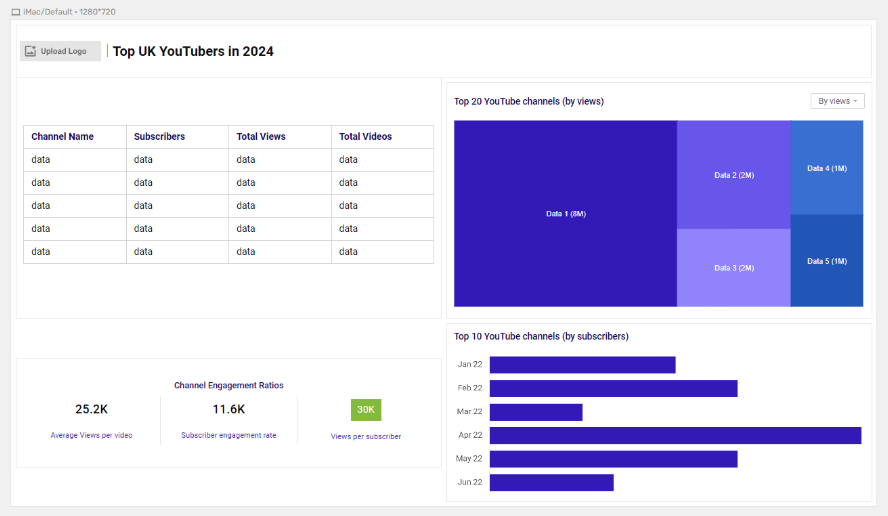 iMac/Default • 1280*720
Upload Logo
Top UK YouTubers in 2024
Channel Name Subscribers Total Views Total Videos
data data data data
data data data data
data data data data
data data data data
data data data data
Top 20 YouTube channels (by views)
By views
Data 1 (8M)
Data 2 (2M)
Data 3 (2M)
Data 4 (1M)
Data 5 (1M)
Channel Engagement Ratios
25.2K 11.6K 30K
Average Views per video Subscriber engagement rate Views per subscriber
Top 10 YouTube channels (by subscribers)
Jan 22
Feb 22
Mar 22
Apr 22
May 22
Jun 22